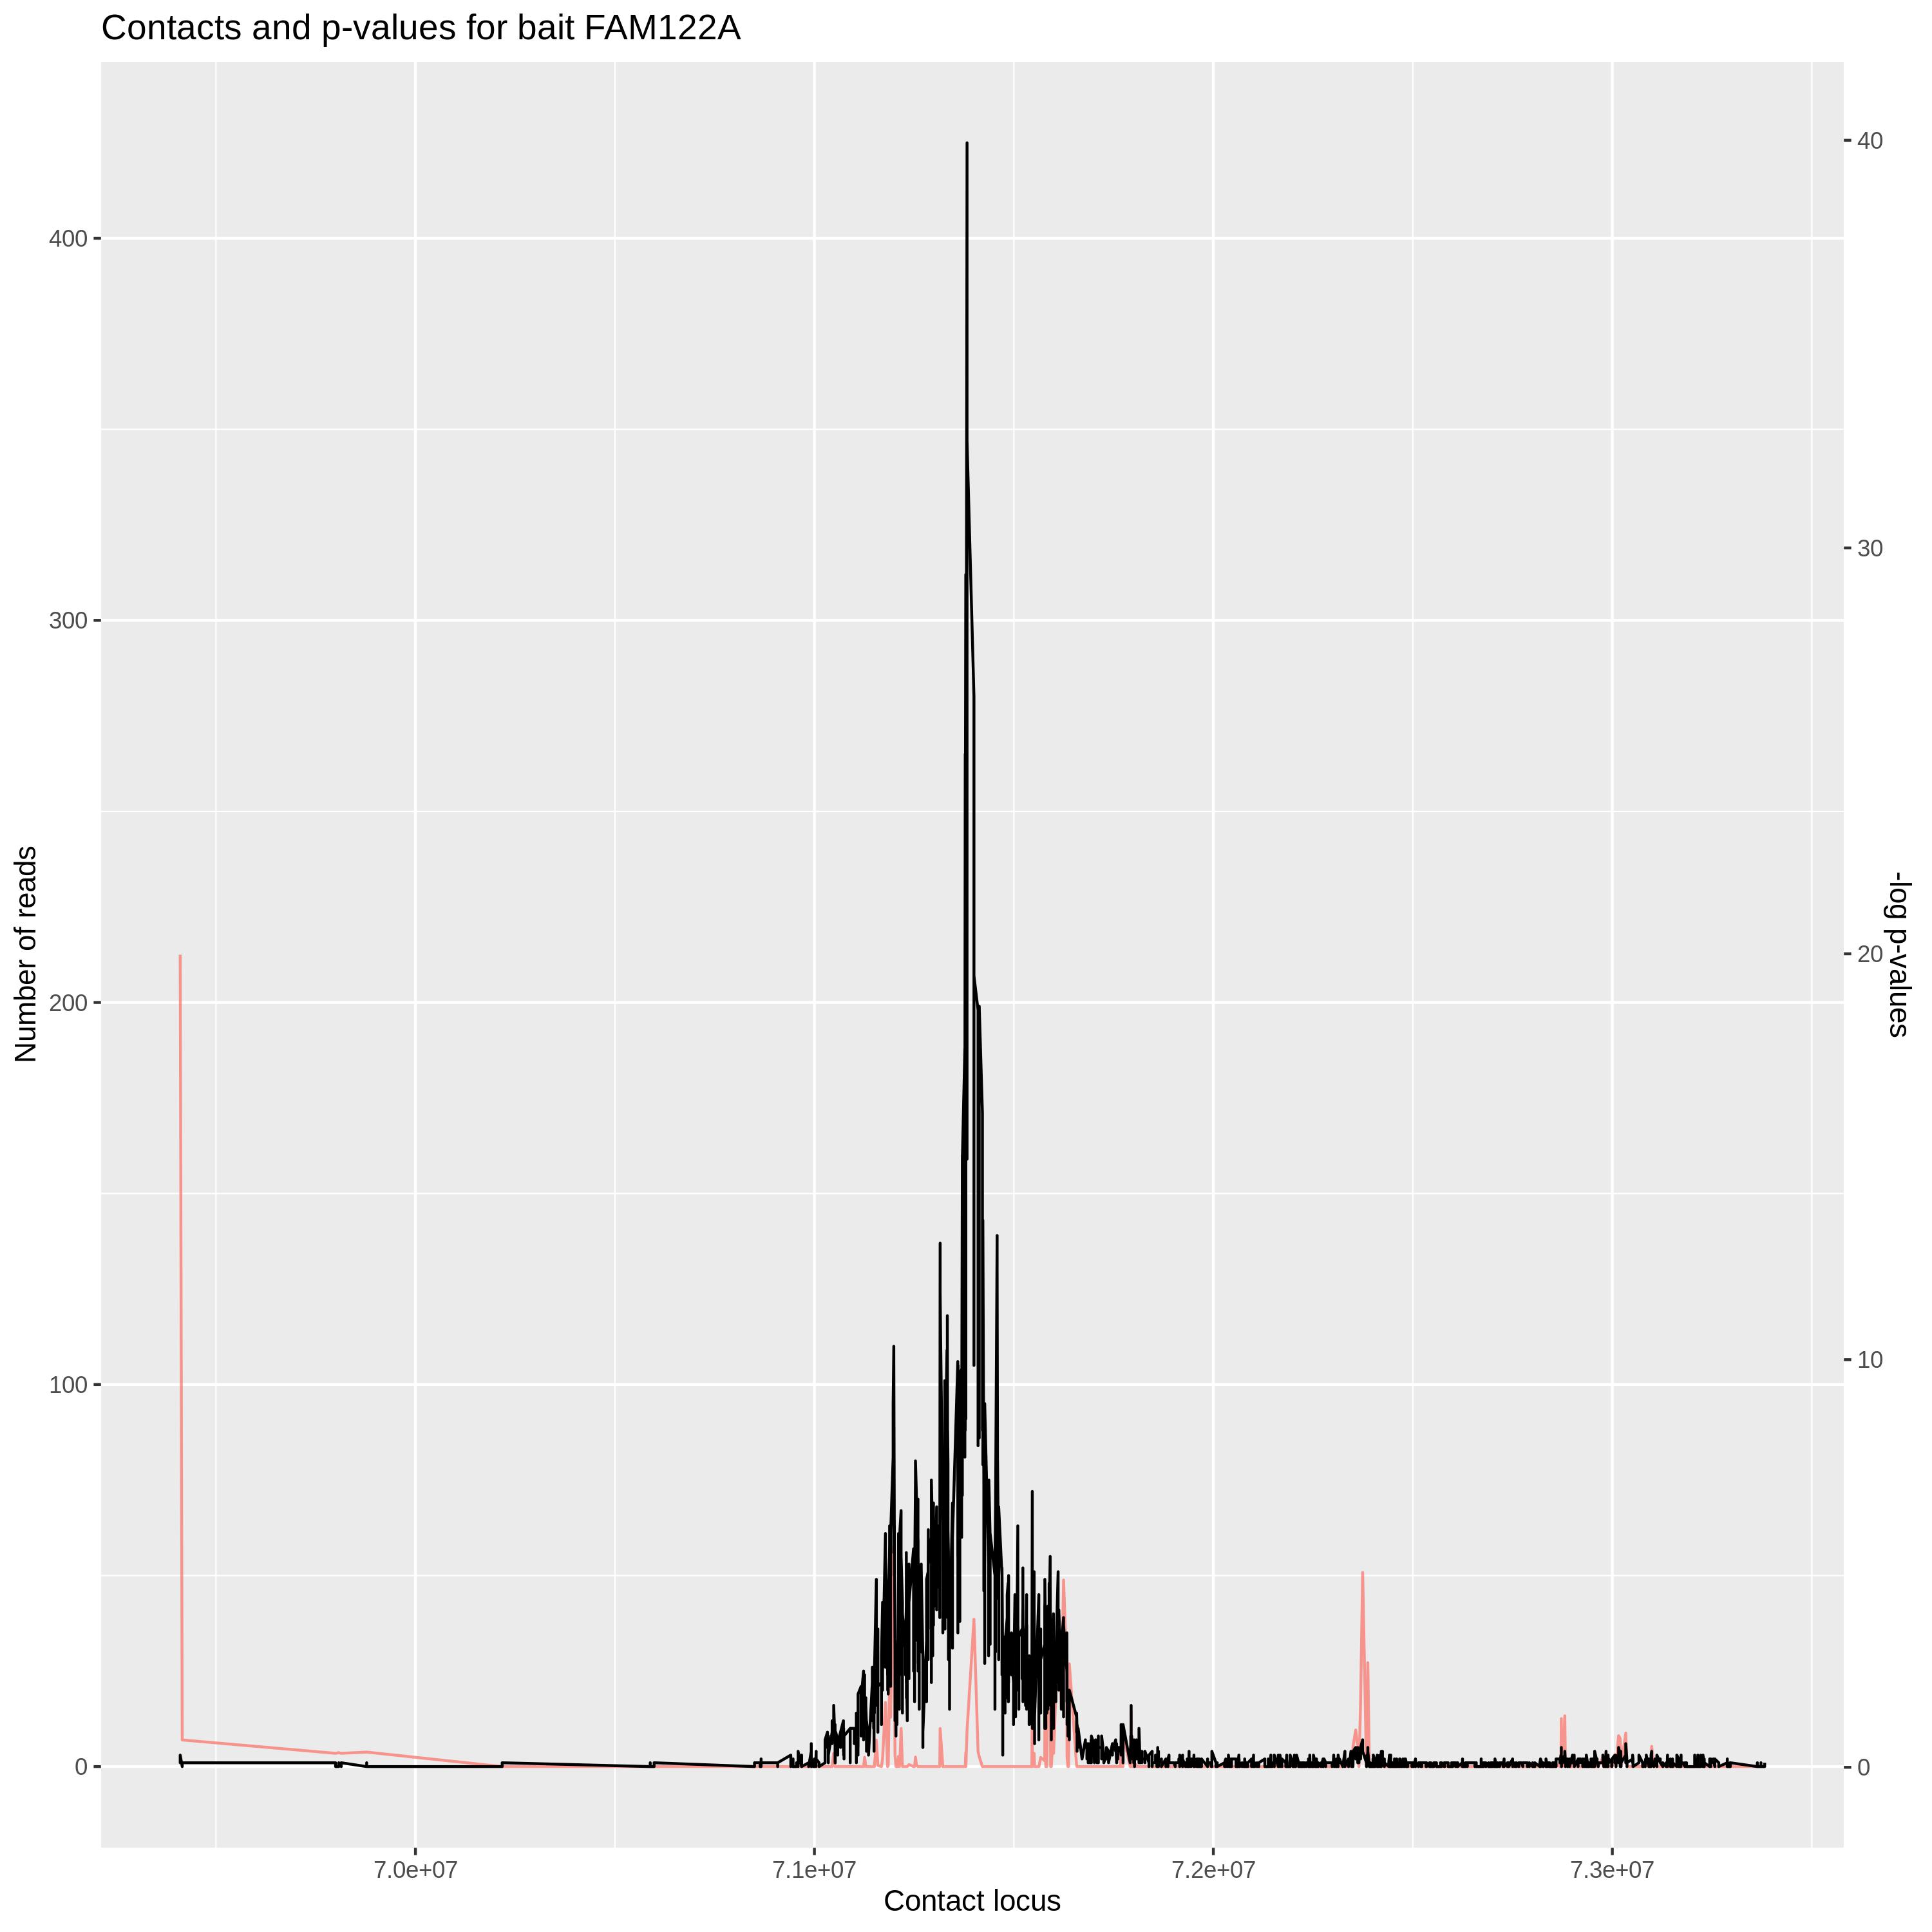 Contacts and p-values for bait FAM122A
400
300
200
100
0
Number of reads
40
30
20
10
0
-log p-values
7.0e+07
7.1e+07
7.2e+07
7.3e+07
Contact locus